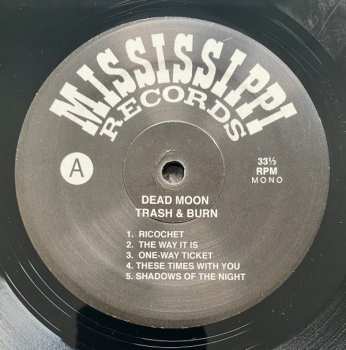 MISSISSIPPI
RECORDS
A
33⅓
RPM
MONO
DEAD MOON
TRASH & BURN
1. RICOCHET
2. THE WAY IT IS
3. ONE-WAY TICKET
4. THESE TIMES WITH YOU
5. SHADOWS OF THE NIGHT